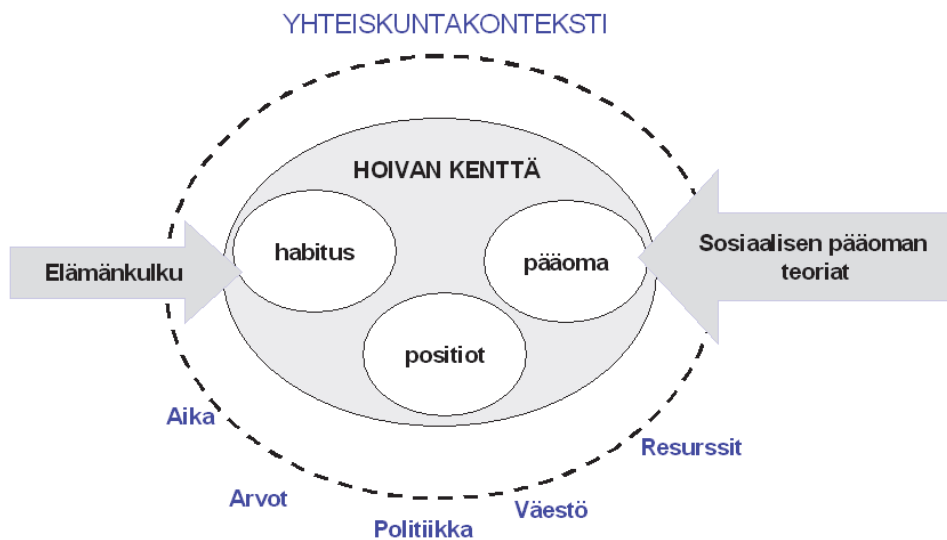 YHTEISKUNTAKONTEKSTI
HOIVAN KENTTÄ
habitus
pääoma
positiot
Elämänkulku
Sosiaalisen pääoman
teoriat
Aika
Arvot
Politiikka
Väestö
Resurssit